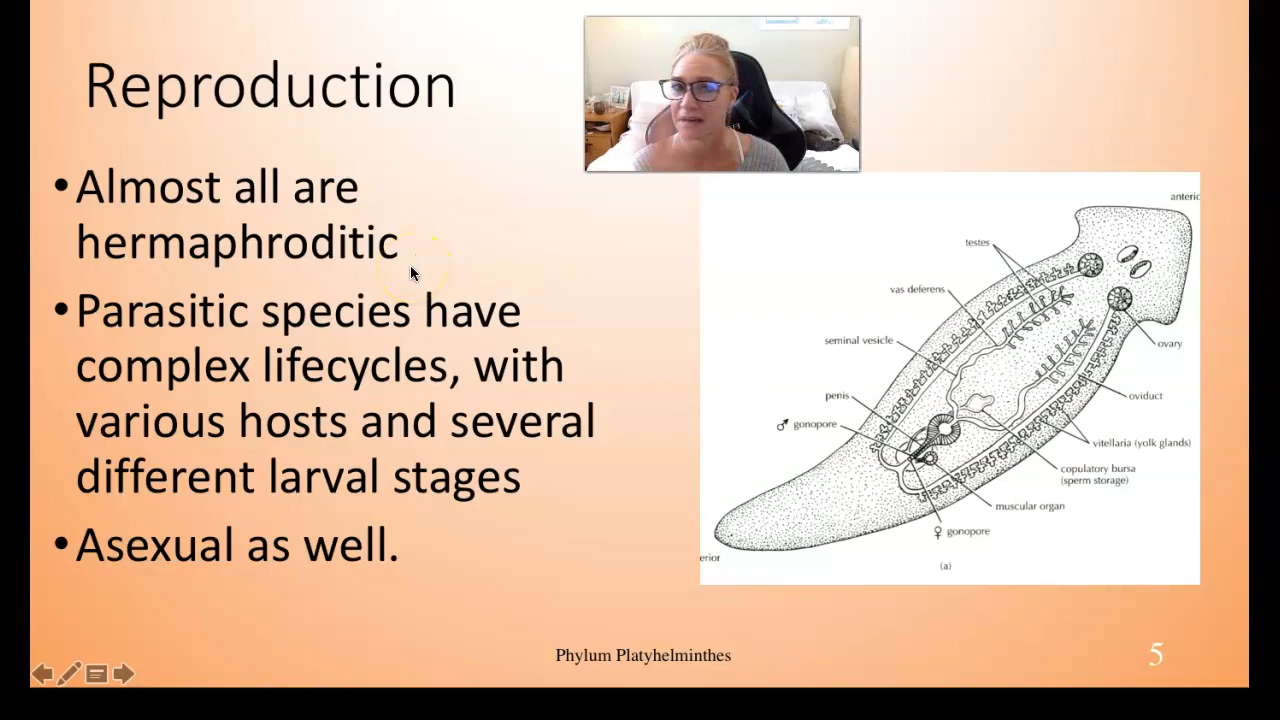 Reproduction
•Almost all are
hermaphroditic
•Parasitic species have
complex lifecycles, with
various hosts and several
different larval stages
•Asexual as well.
anteric
testes
vas deferens
seminal vesicle
ovary
penis
oviduct
♂ gonopore
vitellaria (yolk glands)
copulatory bursa
(sperm storage)
muscular organ
♀ gonopore
erior
(a)
Phylum Platyhelminthes
5